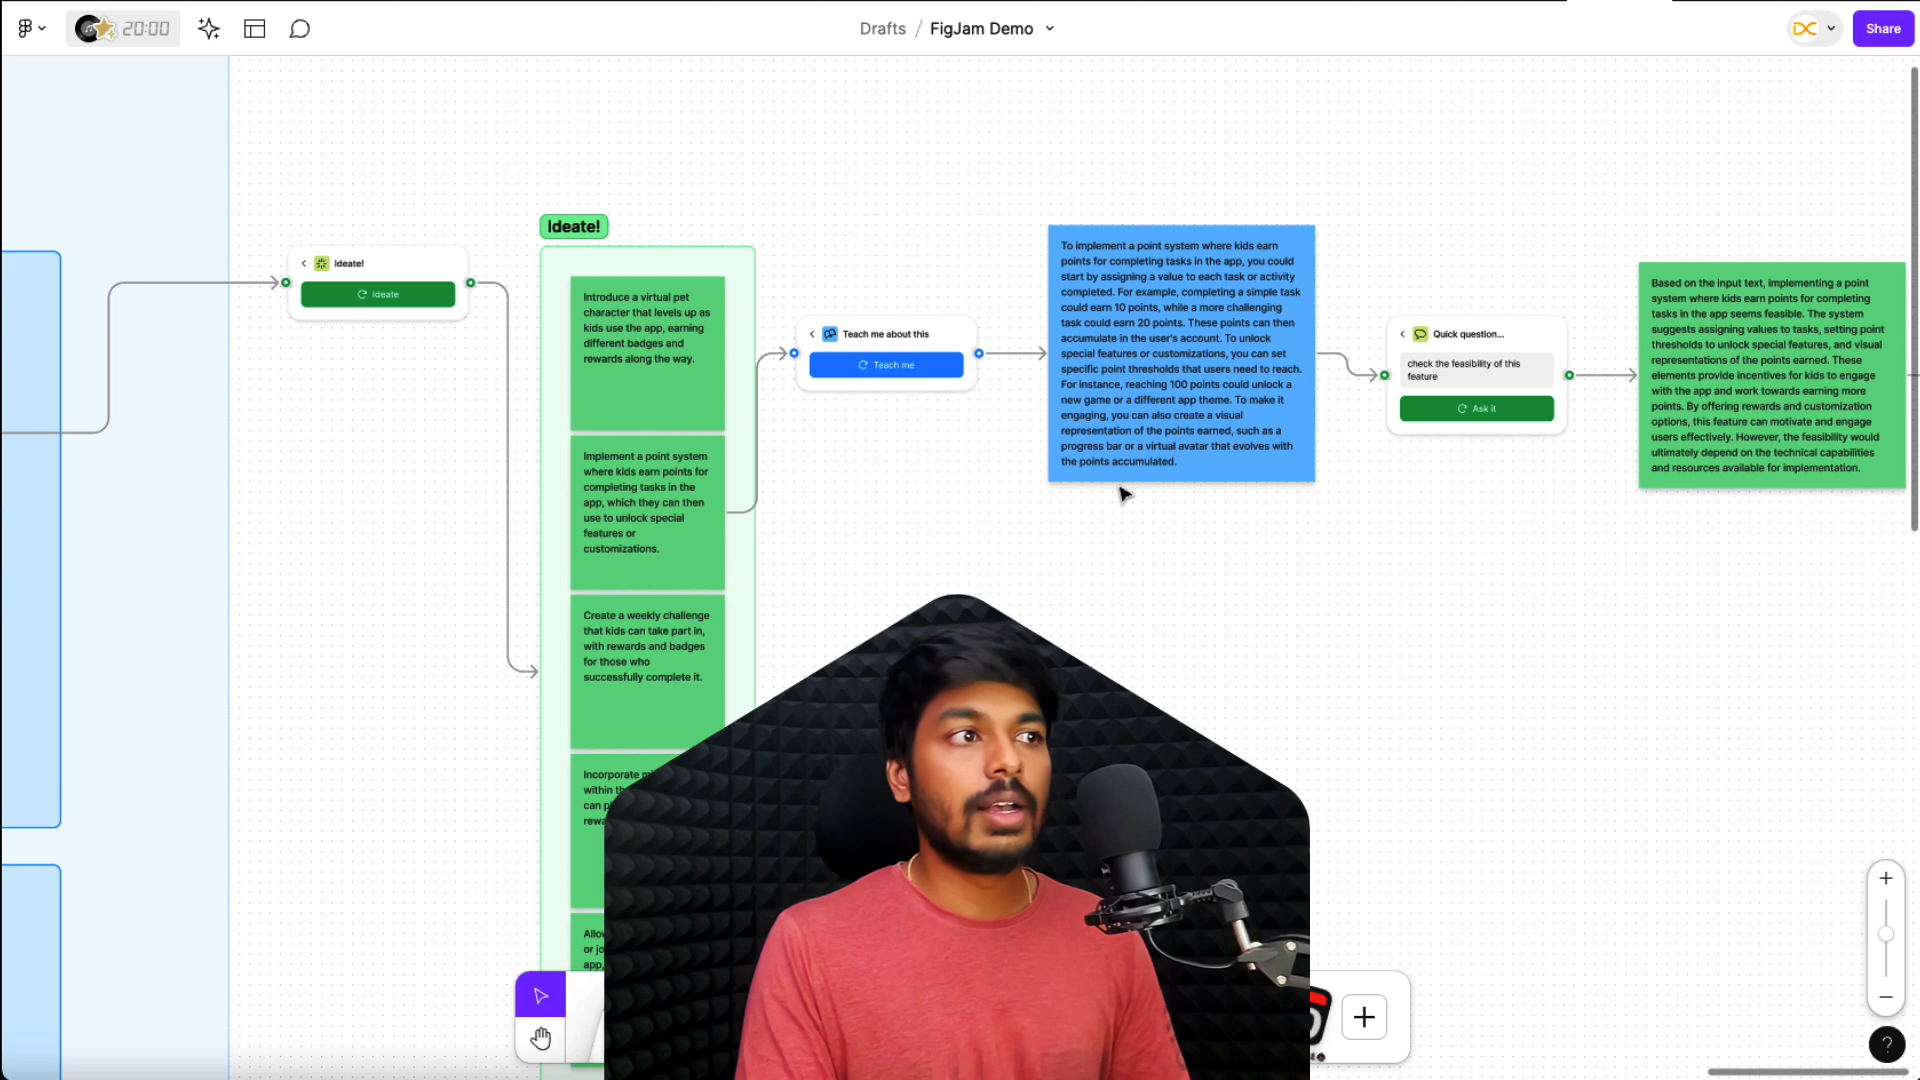 20:00
Drafts / FigJam Demo
Share
Ideate!
Ideate
Ideate!
Introduce a virtual pet
character that levels up as
kids use the app, earning
different badges and
rewards along the way.
Implement a point system
where kids earn points for
completing tasks in the
app, which they can then
use to unlock special
features or
customizations.
Create a weekly challenge
that kids can take part in,
with rewards and badges
for those who
successfully complete it.
Incorporate
within
can
Teach me about this
Teach me
To implement a point system where kids earn
points for completing tasks in the app, you could
start by assigning a value to each task or activity
completed. For example, completing a simple task
could earn 10 points, while a more challenging
task could earn 20 points. These points can then
accumulate in the user's account. To unlock
special features or customizations, you can set
specific point thresholds that users need to reach.
For instance, reaching 100 points could unlock a
new game or a different app theme. To make it
engaging, you can also create a visual
representation of the points earned, such as a
progress bar or a virtual avatar that evolves with
the points accumulated.
Quick question...
check the feasibility of this
feature
Ask it
Based on the input text, implementing a point
system where kids earn points for completing
tasks in the app seems feasible. The system
suggests assigning values to tasks, setting point
thresholds to unlock special features, and visual
representations of the points earned. These
elements provide incentives for kids to engage
with the app and work towards earning more
points. By offering rewards and customization
options, this feature can motivate and engage
users effectively. However, the feasibility would
ultimately depend on the technical capabilities
and resources available for implementation.
or
app,
?